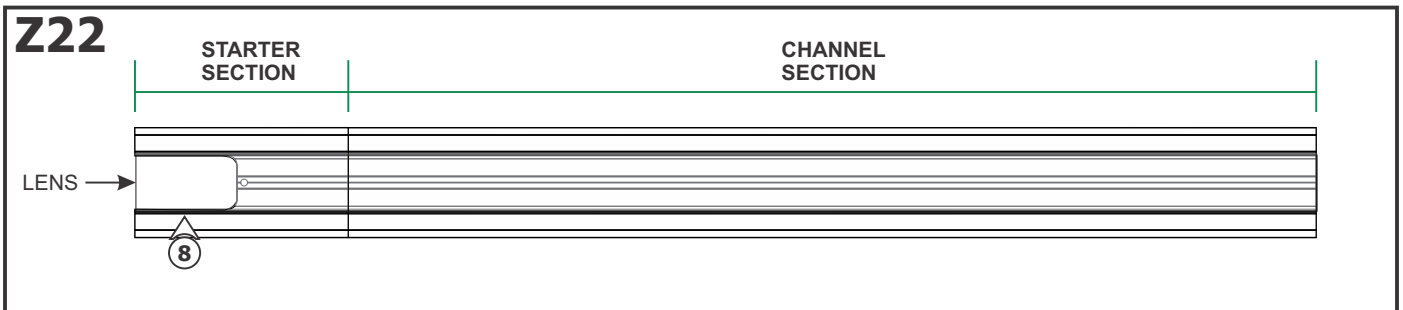 Z22
STARTER
SECTION
CHANNEL
SECTION
LENS
8